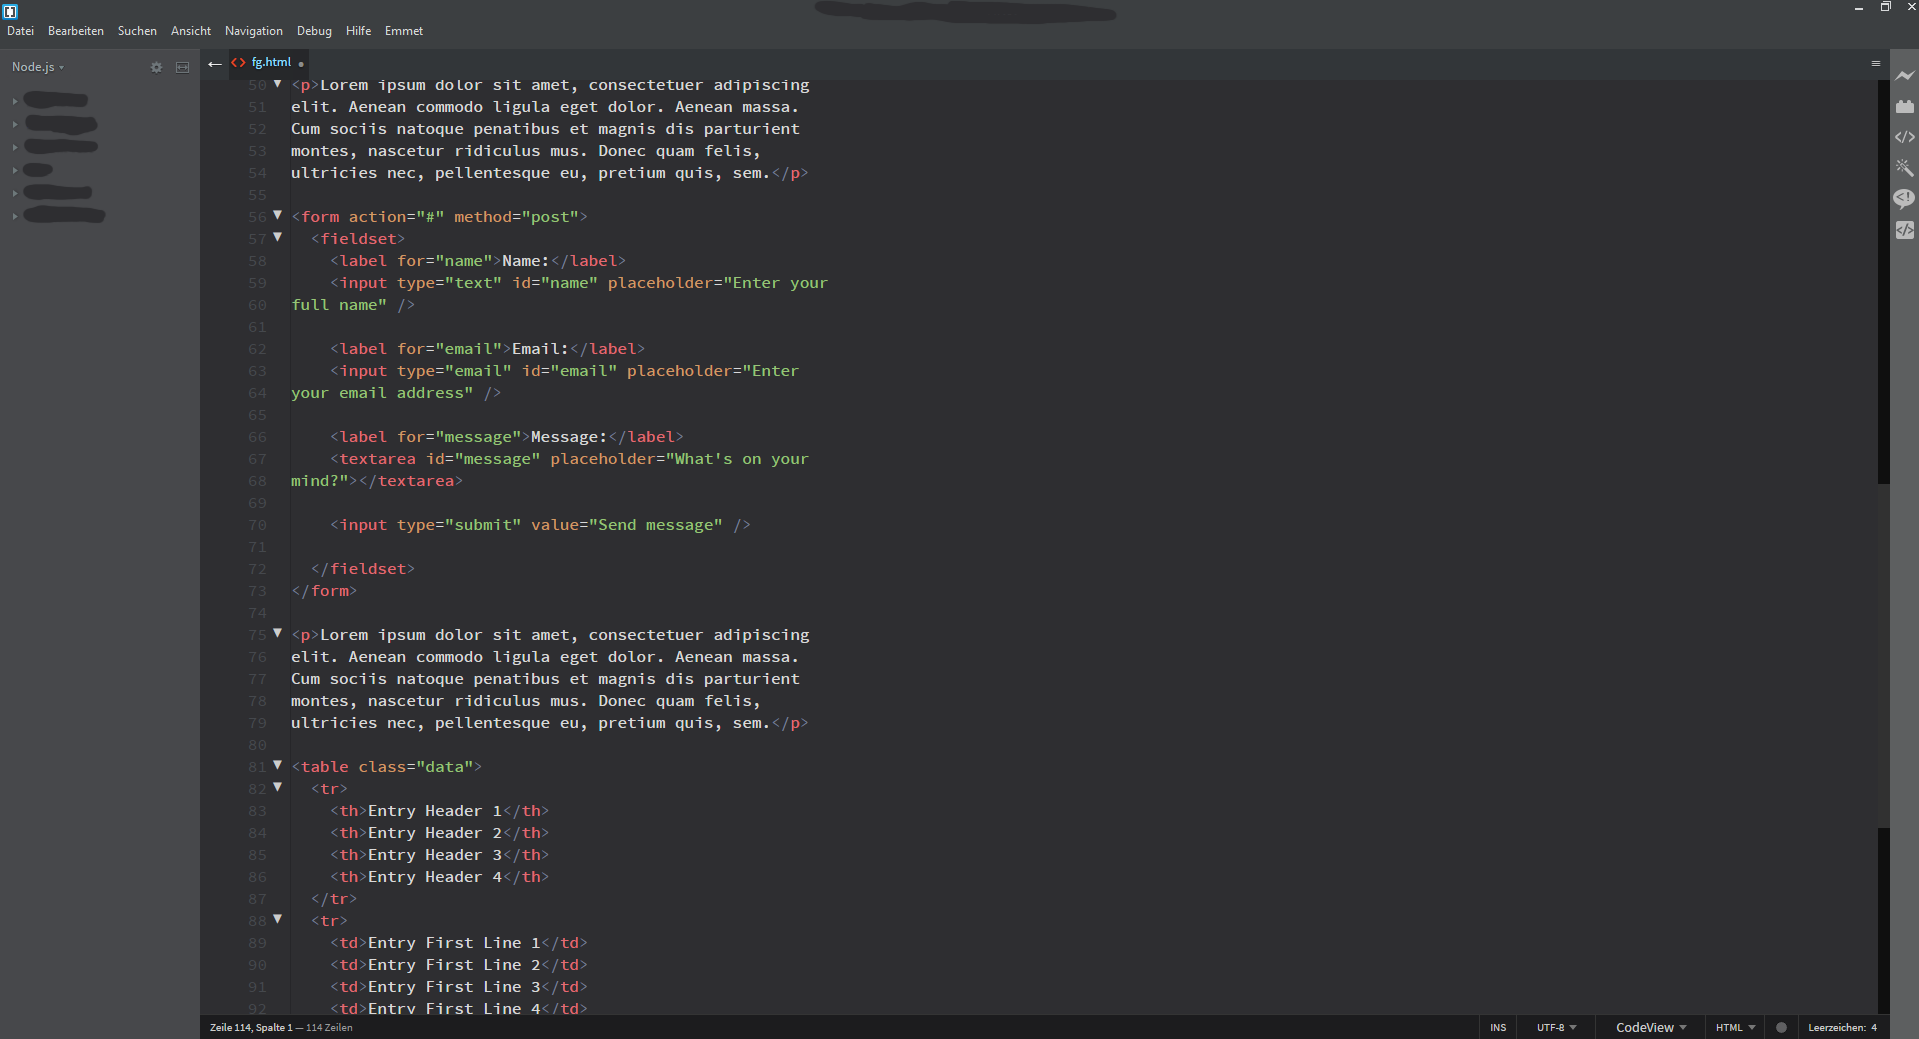 Datei Bearbeiten Suchen Ansicht Navigation Debug Hilfe Emmet
Node.js
fg.html
50 <p>Lorem ipsum dolor sit amet, consectetuer adipiscing
51 elit. Aenean commodo ligula eget dolor. Aenean massa.
52 Cum sociis natoque penatibus et magnis dis parturient
53 montes, nascetur ridiculus mus. Donec quam felis,
54 ultricies nec, pellentesque eu, pretium quis, sem.</p>
55
56 <form action="#" method="post">
57   <fieldset>
58     <label for="name">Name:</label>
59     <input type="text" id="name" placeholder="Enter your
60 full name" />
61
62     <label for="email">Email:</label>
63     <input type="email" id="email" placeholder="Enter
64 your email address" />
65
66     <label for="message">Message:</label>
67     <textarea id="message" placeholder="What's on your
68 mind?"></textarea>
69
70     <input type="submit" value="Send message" />
71
72   </fieldset>
73 </form>
74
75 <p>Lorem ipsum dolor sit amet, consectetuer adipiscing
76 elit. Aenean commodo ligula eget dolor. Aenean massa.
77 Cum sociis natoque penatibus et magnis dis parturient
78 montes, nascetur ridiculus mus. Donec quam felis,
79 ultricies nec, pellentesque eu, pretium quis, sem.</p>
80
81 <table class="data">
82   <tr>
83     <th>Entry Header 1</th>
84     <th>Entry Header 2</th>
85     <th>Entry Header 3</th>
86     <th>Entry Header 4</th>
87   </tr>
88   <tr>
89     <td>Entry First Line 1</td>
90     <td>Entry First Line 2</td>
91     <td>Entry First Line 3</td>
92     <td>Entry First Line 4</td>
Zeile 114, Spalte 1 — 114 Zeilen INS UTF-8 CodeView HTML Leerzeichen: 4